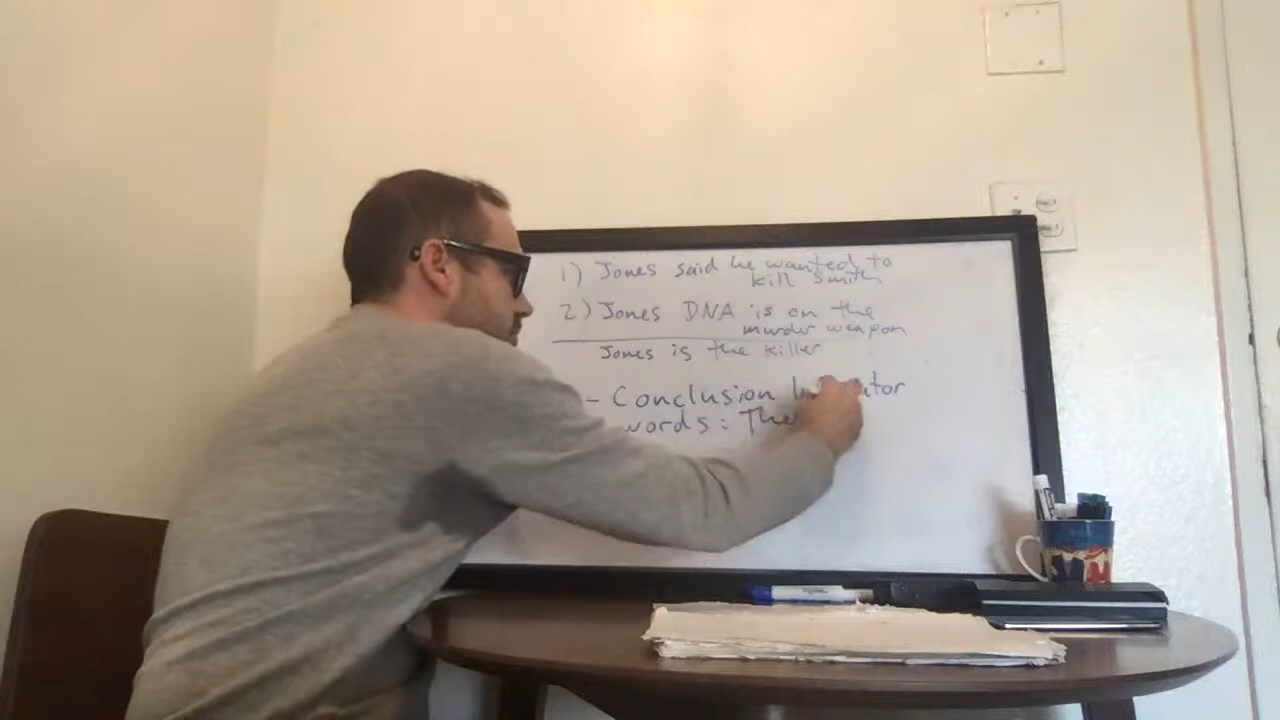 1) Jones said he wanted to
kill Smith
2) Jones DNA is on the
murder weapon
Jones is the killer
- Conclusion
words: The